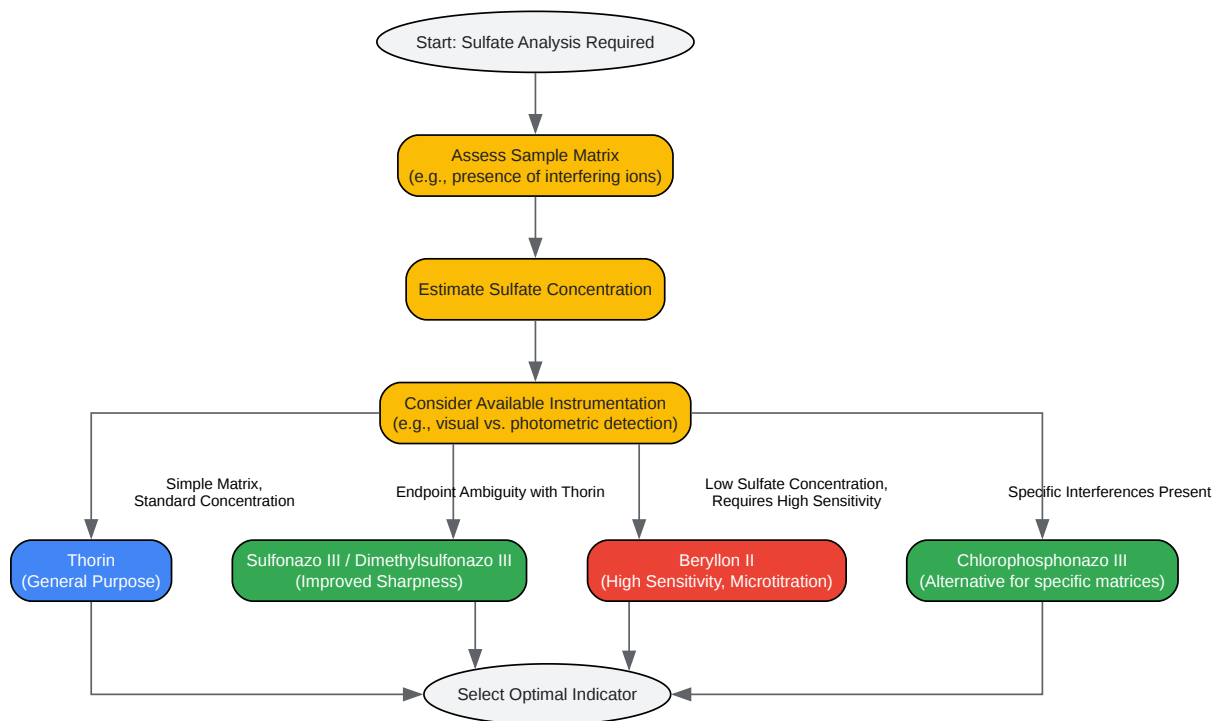 Start: Sulfate Analysis Required
Assess Sample Matrix
(e.g., presence of interfering ions)
Estimate Sulfate Concentration
Consider Available Instrumentation
(e.g., visual vs. photometric detection)
Simple Matrix,
Standard Concentration
Endpoint Ambiguity with Thorin
Low Sulfate Concentration,
Requires High Sensitivity
Specific Interferences Present
Thorin
(General Purpose)
Sulfonazo III / Dimethylsulfonazo III
(Improved Sharpness)
Beryllon II
(High Sensitivity, Microtitration)
Chlorophosphonazo III
(Alternative for specific matrices)
Select Optimal Indicator